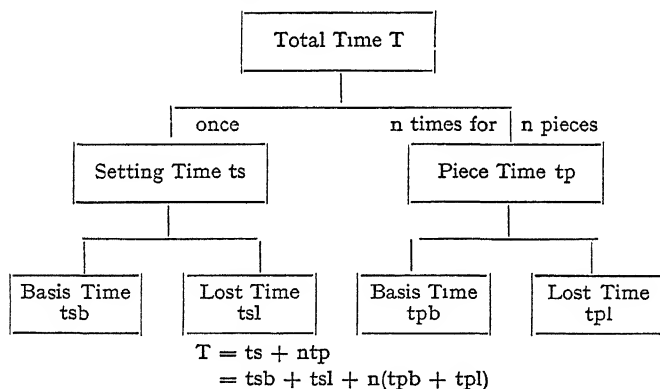 Total Time T
once
n times for n pieces
Setting Time ts
Piece Time tp
Basis Time
tsb
Lost Time
tsl
Basis Time
tpb
Lost Time
tpl
T = ts + ntp
= tsb + tsl + n(tpb + tpl)